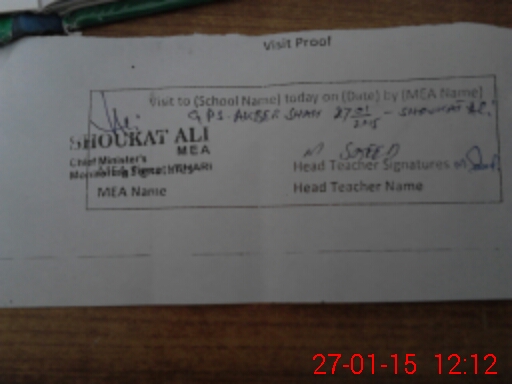 Visit Proof
Visit to (School Name) today on (Date) by (MEA Name)
G.P.S. AKBER SHAH 27/01/2015 - SHOUKAT ALI
SHOUKAT ALI
MEA
Chief Minister's
Head Teacher Signatures
MEA Name
Head Teacher Name
27-01-15 12:12